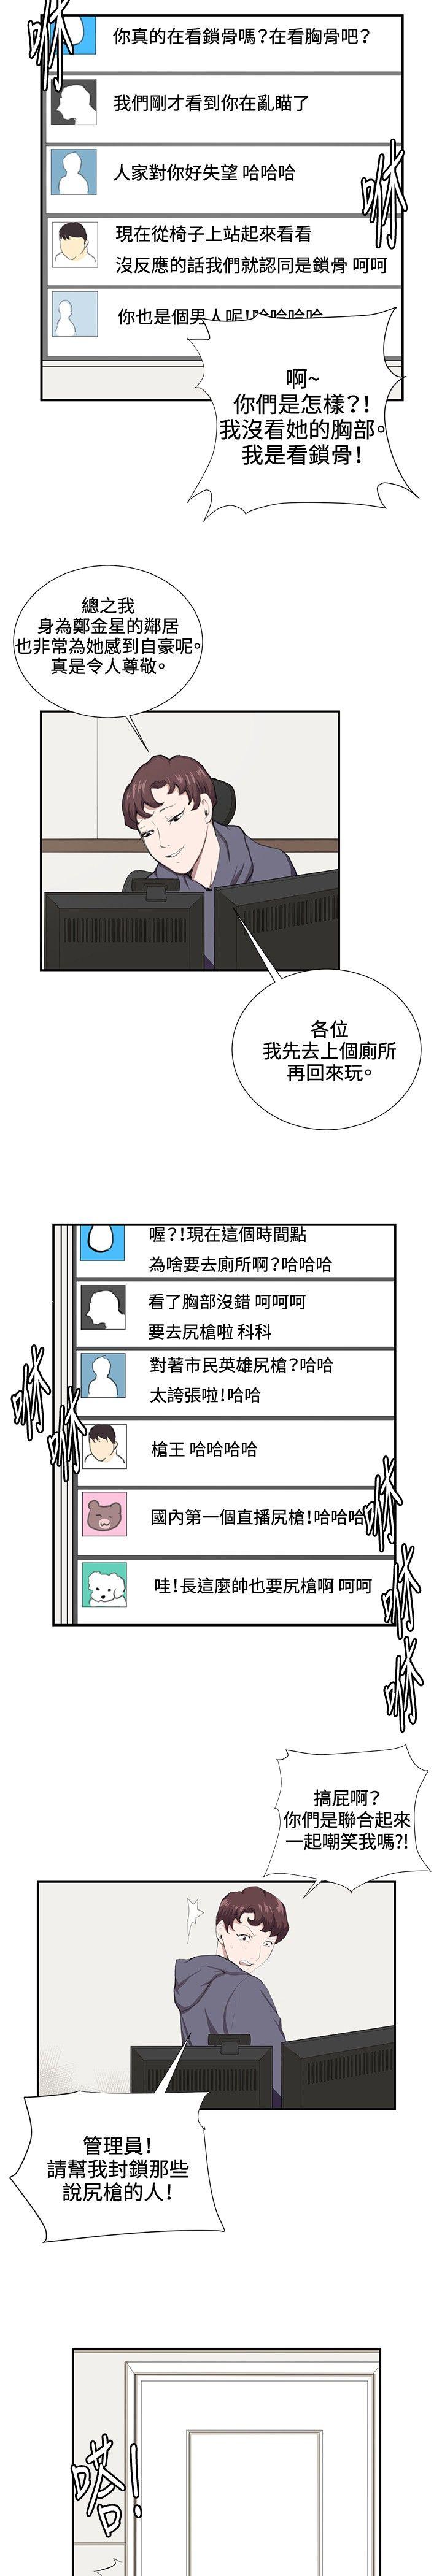 咻
你真的在看鎖骨嗎？在看胸骨吧？
我們剛才看到你在亂瞄了
人家對你好失望 哈哈哈
咻
現在從椅子上站起來看看
沒反應的話我們就認同是鎖骨 呵呵
你也是個男人呢！哈哈哈哈
啊~
你們是怎樣？！
我沒看她的胸部。
我是看鎖骨！
總之我
身為鄭金星的鄰居
也非常為她感到自豪呢。
真是令人尊敬。
各位
我先去上個廁所
再回來玩。
喔？！現在這個時間點
為啥要去廁所啊？哈哈哈
看了胸部沒錯 呵呵呵
要去尻槍啦 科科
對著市民英雄尻槍？哈哈
太誇張啦！哈哈
咻
咻
槍王 哈哈哈哈
國內第一個直播尻槍！哈哈哈
咻
哇！長這麼帥也要尻槍啊 呵呵
咻
咻
搞屁啊？
你們是聯合起來
一起嘲笑我嗎？！
管理員！
請幫我封鎖那些
說尻槍的人！
嗒！